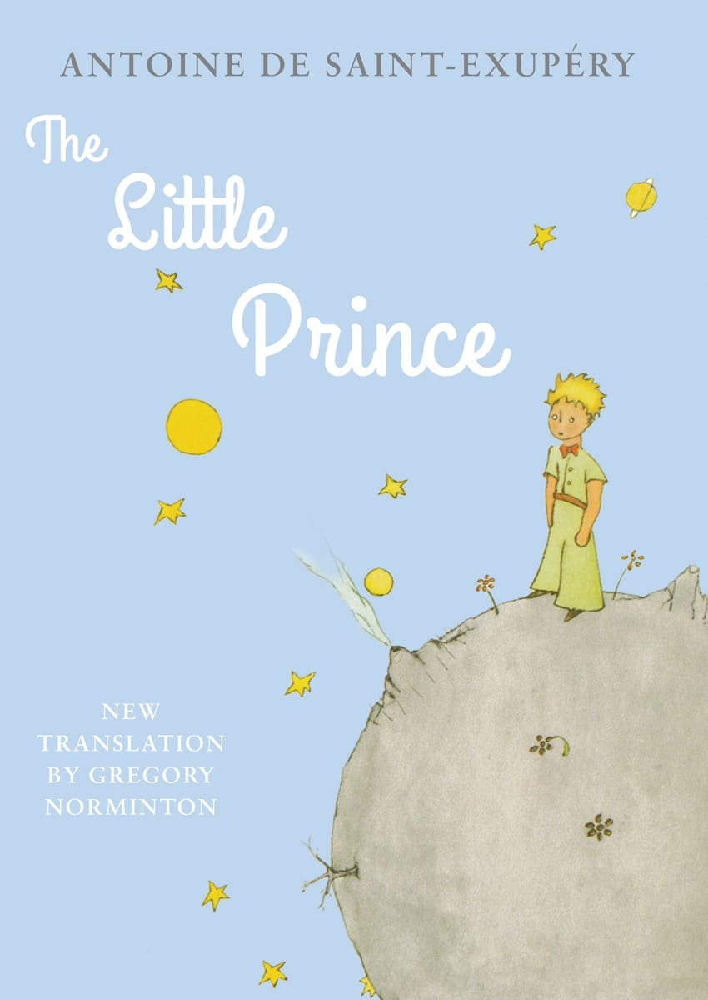 ANTOINE DE SAINT-EXUPÉRY
The
Little
Prince
NEW
TRANSLATION
BY GREGORY
NORMINTON